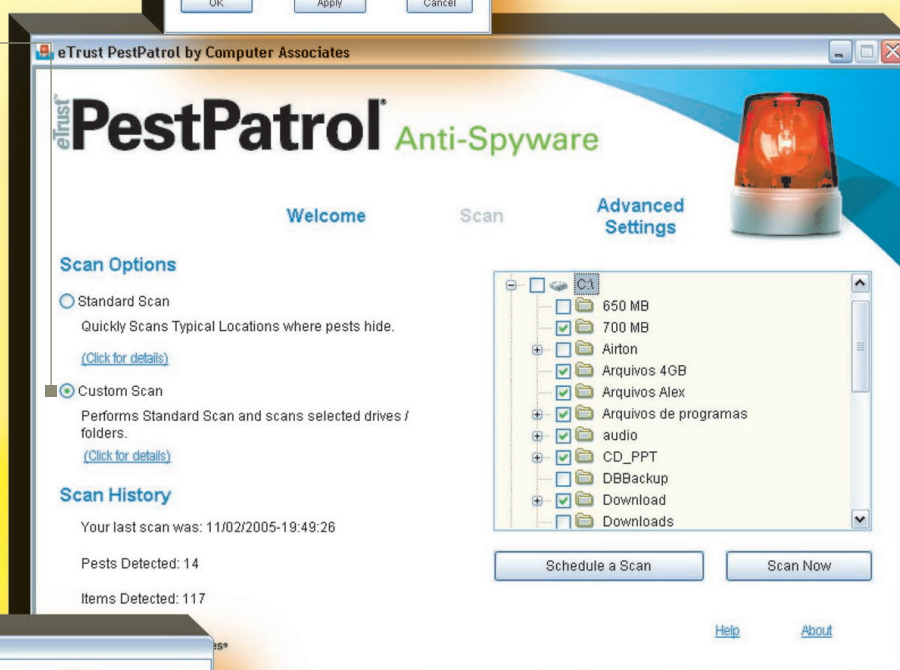 OK Apply Cancel
eTrust PestPatrol by Computer Associates
eTrust PestPatrol® Anti-Spyware
Welcome Scan Advanced Settings
Scan Options
Standard Scan
Quickly Scans Typical Locations where pests hide.
(Click for details)
Custom Scan
Performs Standard Scan and scans selected drives /
folders.
(Click for details)
Scan History
Your last scan was: 11/02/2005-19:49:26
Pests Detected: 14
Items Detected: 117
C:\
650 MB
700 MB
Airton
Arquivos 4GB
Arquivos Alex
Arquivos de programas
audio
CD_PPT
DBBackup
Download
Downloads
Schedule a Scan Scan Now
Help About